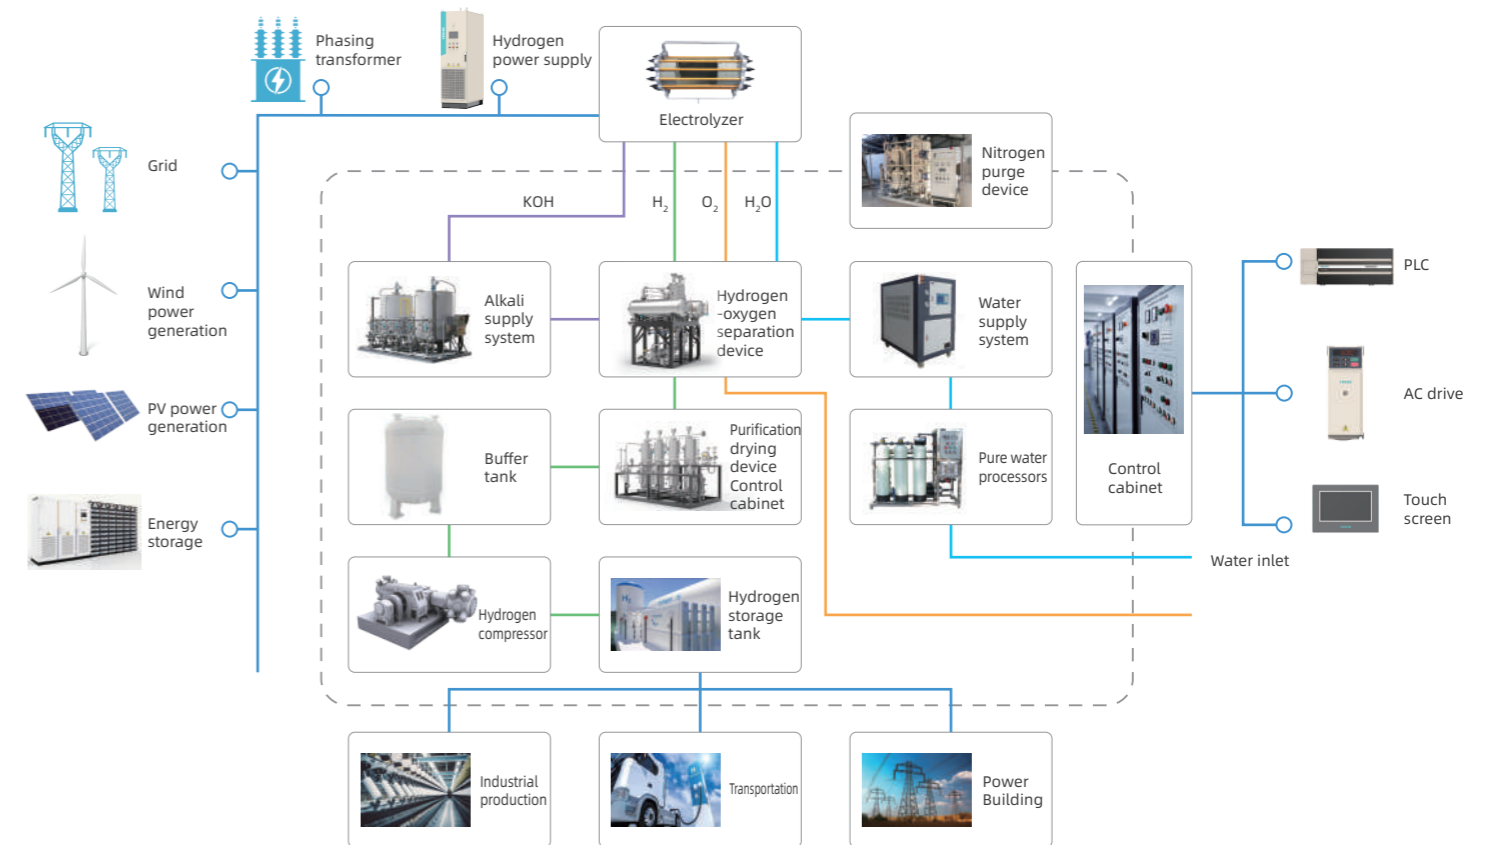 Phasing
transformer
Hydrogen
power supply
Electrolyzer
Grid
Nitrogen
purge
device
KOH
H2
O2
H2O
Wind
power
generation
Alkali
supply
system
Hydrogen
-oxygen
separation
device
Water
supply
system
PLC
PV power
generation
Buffer
tank
Purification
drying
device
Control
cabinet
Pure water
processors
Control
cabinet
AC drive
Energy
storage
Touch
screen
Hydrogen
compressor
H2
Hydrogen
storage
tank
Water inlet
Industrial
production
Transportation
Power
Building